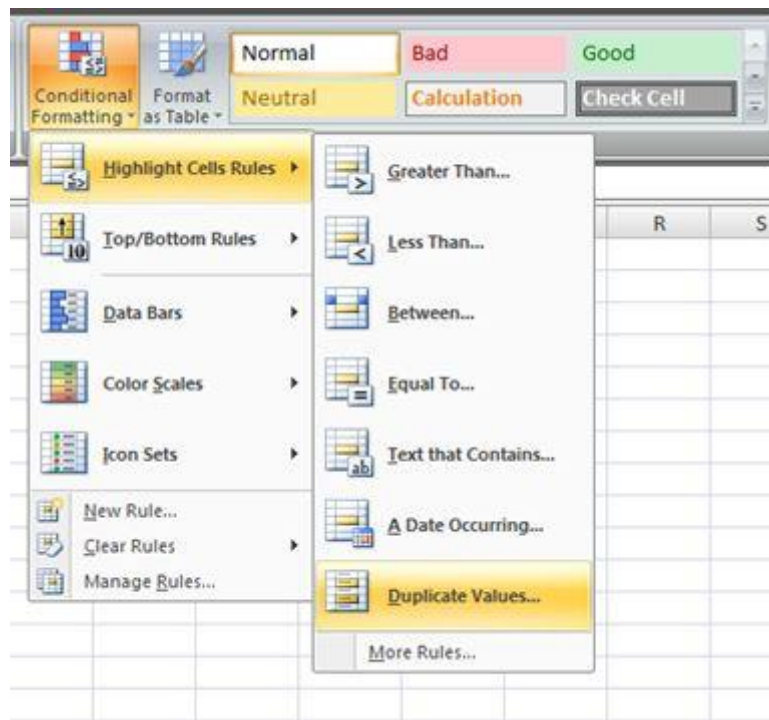 Conditional Formatting
Format as Table
Normal
Bad
Good
Neutral
Calculation
Check Cell
Highlight Cells Rules
Top/Bottom Rules
10
Data Bars
Color Scales
Icon Sets
New Rule...
Clear Rules
Manage Rules...
Greater Than...
>
Less Than...
<
Between...
Equal To...
=
Text that Contains...
ab
A Date Occurring...
Duplicate Values...
More Rules...
R
S